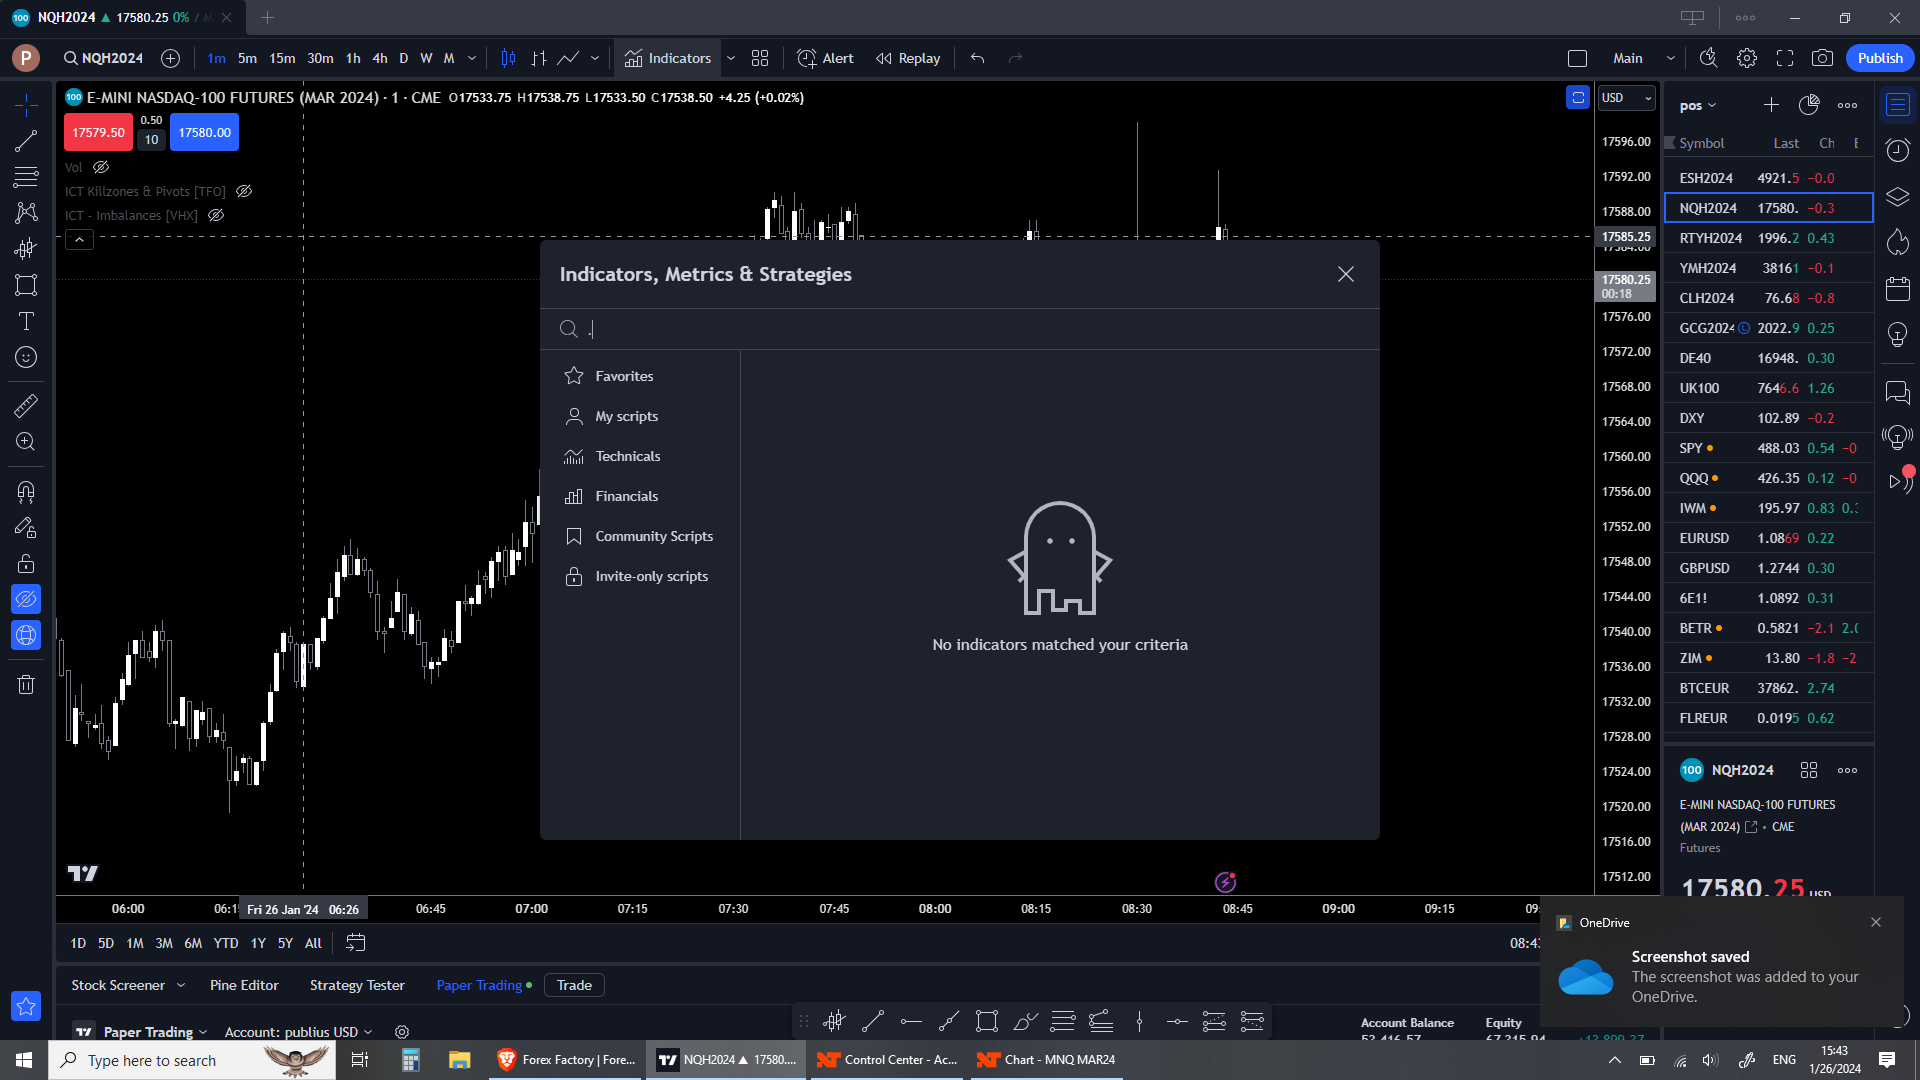 100 NQH2024 ▲ 17580.25 0% / M
P NQH2024 1m 5m 15m 30m 1h 4h D W M Indicators Alert Replay Main Publish
100 E-MINI NASDAQ-100 FUTURES (MAR 2024) · 1 · CME O17533.75 H17538.75 L17533.50 C17538.50 +4.25 (+0.02%)
USD
17579.50 0.50 10 17580.00
Vol
ICT Killzones & Pivots [TFO]
ICT - Imbalances [VHX]
Indicators, Metrics & Strategies
.
Favorites
My scripts
Technicals
Financials
Community Scripts
Invite-only scripts
No indicators matched your criteria
17596.00
17592.00
17588.00
17585.25
17584.00
17580.25
00:18
17576.00
17572.00
17568.00
17564.00
17560.00
17556.00
17552.00
17548.00
17544.00
17540.00
17536.00
17532.00
17528.00
17524.00
17520.00
17516.00
17512.00
06:00 06:15 Fri 26 Jan '24 06:26 06:45 07:00 07:15 07:30 07:45 08:00 08:15 08:30 08:45 09:00 09:15 09:
1D 5D 1M 3M 6M YTD 1Y 5Y All 08:43
Stock Screener Pine Editor Strategy Tester Paper Trading Trade
Paper Trading Account: publius USD
Account Balance Equity
pos
Symbol Last Ch
ESH2024 4921.5 −0.0
NQH2024 17580. −0.3
RTYH2024 1996.2 0.43
YMH2024 38161 −0.1
CLH2024 76.68 −0.8
GCG2024 L 2022.9 0.25
DE40 16948. 0.30
UK100 7646.6 1.26
DXY 102.89 −0.2
SPY 488.03 0.54 −0
QQQ 426.35 0.12 −0
IWM 195.97 0.83 0.3
EURUSD 1.0869 0.22
GBPUSD 1.2744 0.30
6E1! 1.0892 0.31
BETR 0.5821 −2.1 2.0
ZIM 13.80 −1.8 −2
BTCEUR 37862. 2.74
FLREUR 0.0195 0.62
100 NQH2024
E-MINI NASDAQ-100 FUTURES
(MAR 2024) • CME
Futures
17580.25 USD
OneDrive
Screenshot saved
The screenshot was added to your
OneDrive.
Type here to search
Forex Factory | Fore...
NQH2024 ▲ 17580....
Control Center - Ac...
Chart - MNQ MAR24
ENG
15:43
1/26/2024